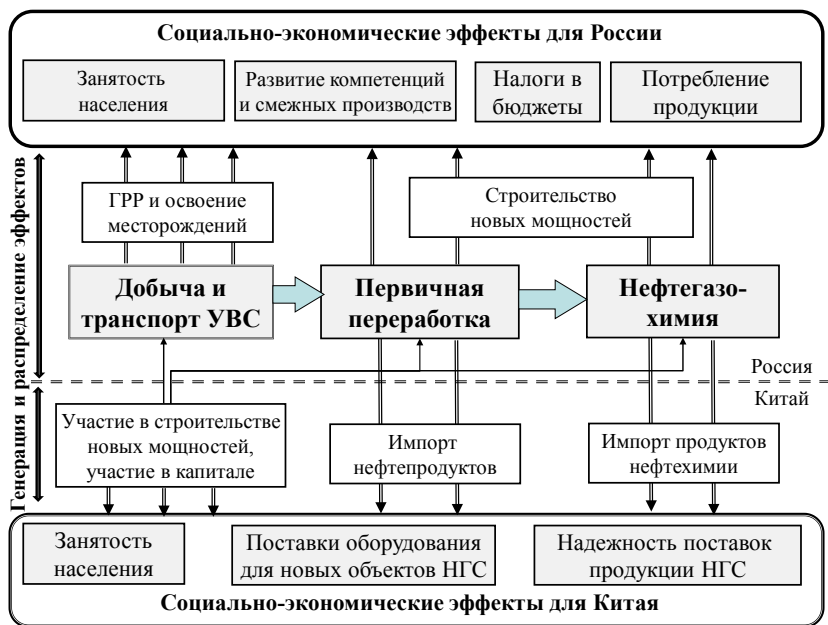 Социально-экономические эффекты для России
Занятость
населения
Развитие компетенций
и смежных производств
Налоги в
бюджеты
Потребление
продукции
Генерация и распределение эффектов
ГРР и освоение
месторождений
Строительство
новых мощностей
Добыча и
транспорт УВС
Первичная
переработка
Нефтегазо-
химия
Россия
Китай
Участие в строительстве
новых мощностей,
участие в капитале
Импорт
нефтепродуктов
Импорт продуктов
нефтехимии
Занятость
населения
Поставки оборудования
для новых объектов НГС
Надежность поставок
продукции НГС
Социально-экономические эффекты для Китая